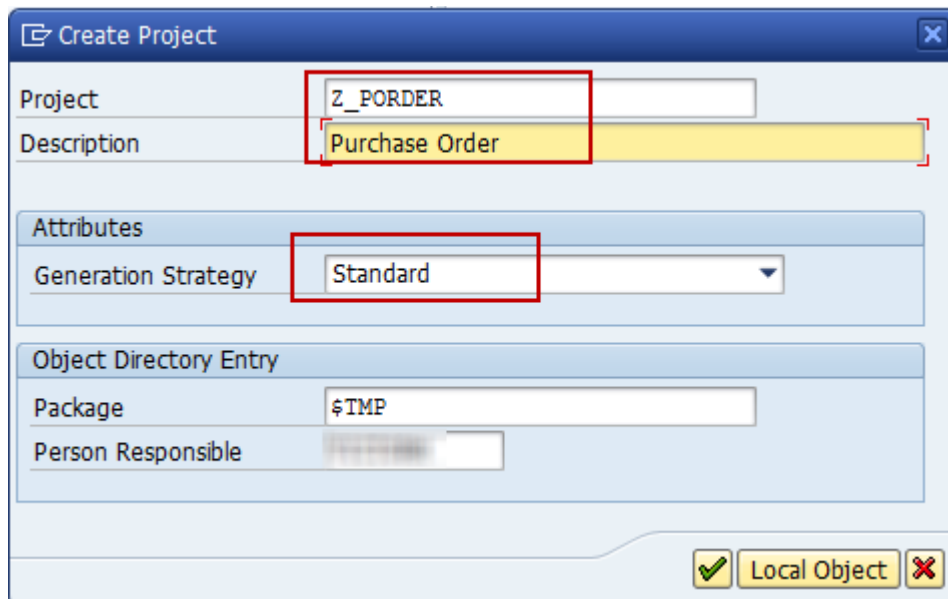 Create Project
Project Z_PORDER
Description Purchase Order
Attributes
Generation Strategy Standard
Object Directory Entry
Package $TMP
Person Responsible
Local Object